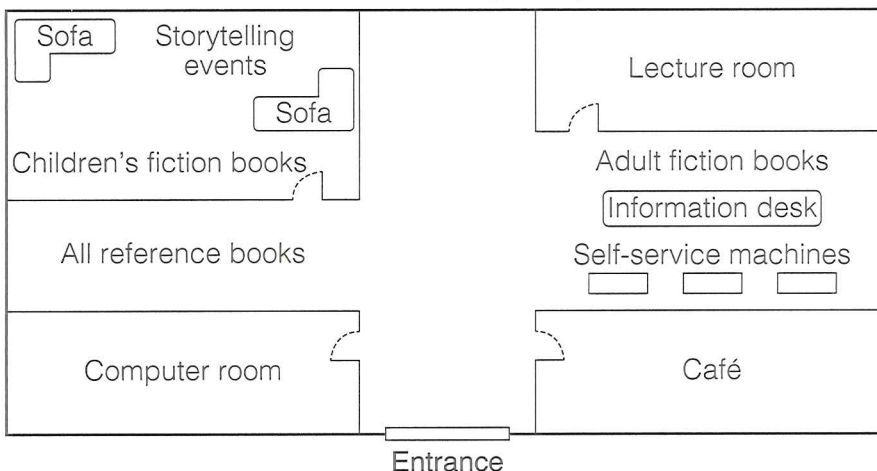 Sofa
Storytelling
events
Sofa
Children's fiction books
All reference books
Computer room
Lecture room
Adult fiction books
Information desk
Self-service machines
Café
Entrance